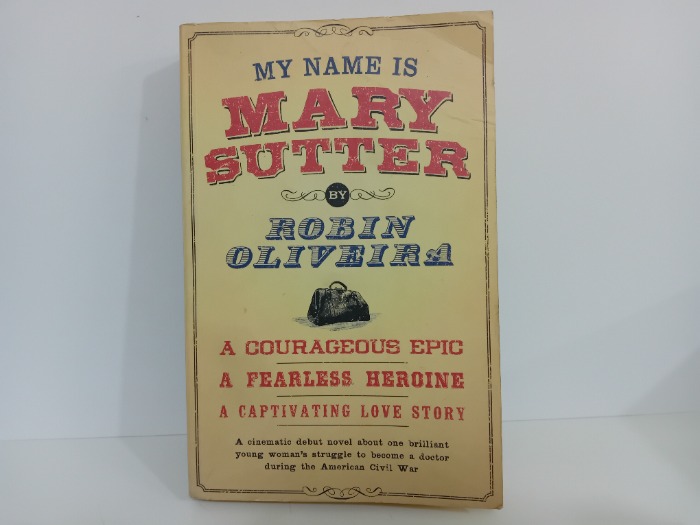 MY NAME IS
MARY
SUTTER
BY
ROBIN
OLIVEIRA
A COURAGEOUS EPIC
A FEARLESS HEROINE
A CAPTIVATING LOVE STORY
A cinematic debut novel about one brilliant
young woman's struggle to become a doctor
during the American Civil War